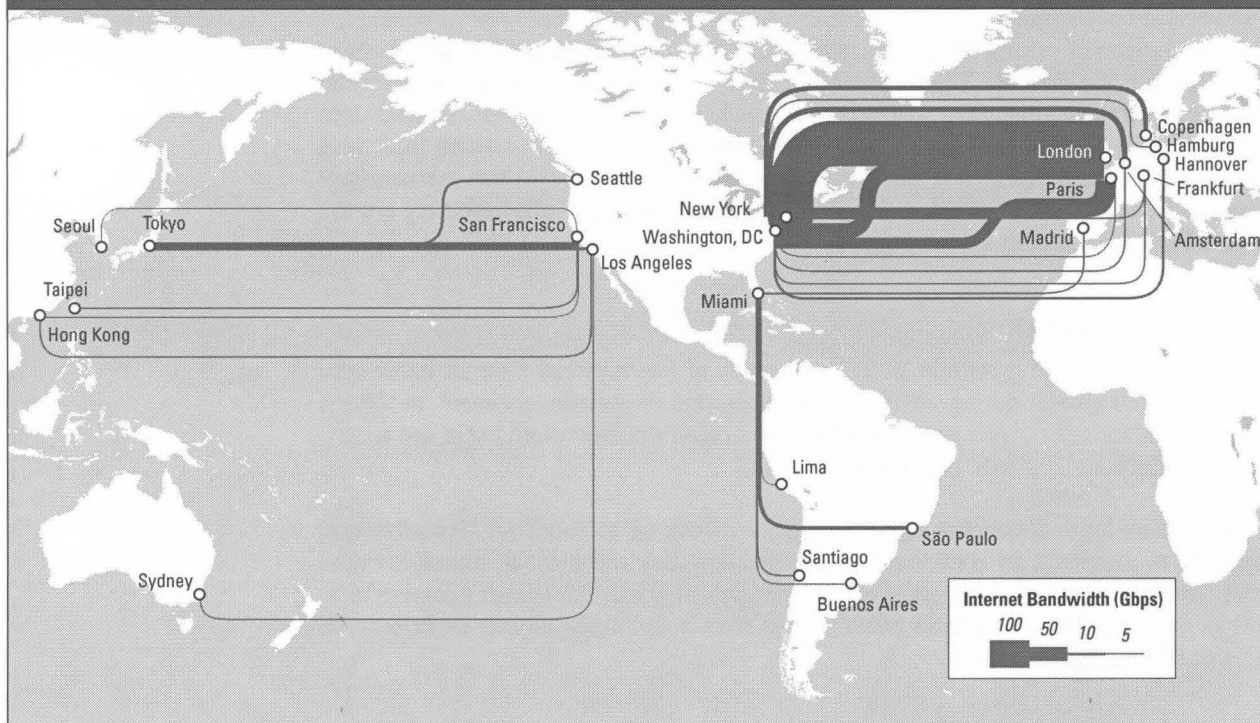 Copenhagen
Hamburg
London
Hannover
Seattle
Paris
Frankfurt
New York
Seoul
Tokyo
San Francisco
Washington, DC
Madrid
Amsterdam
Los Angeles
Taipei
Miami
Hong Kong
Lima
São Paulo
Santiago
Sydney
Buenos Aires
Internet Bandwidth (Gbps)
100 50 10 5